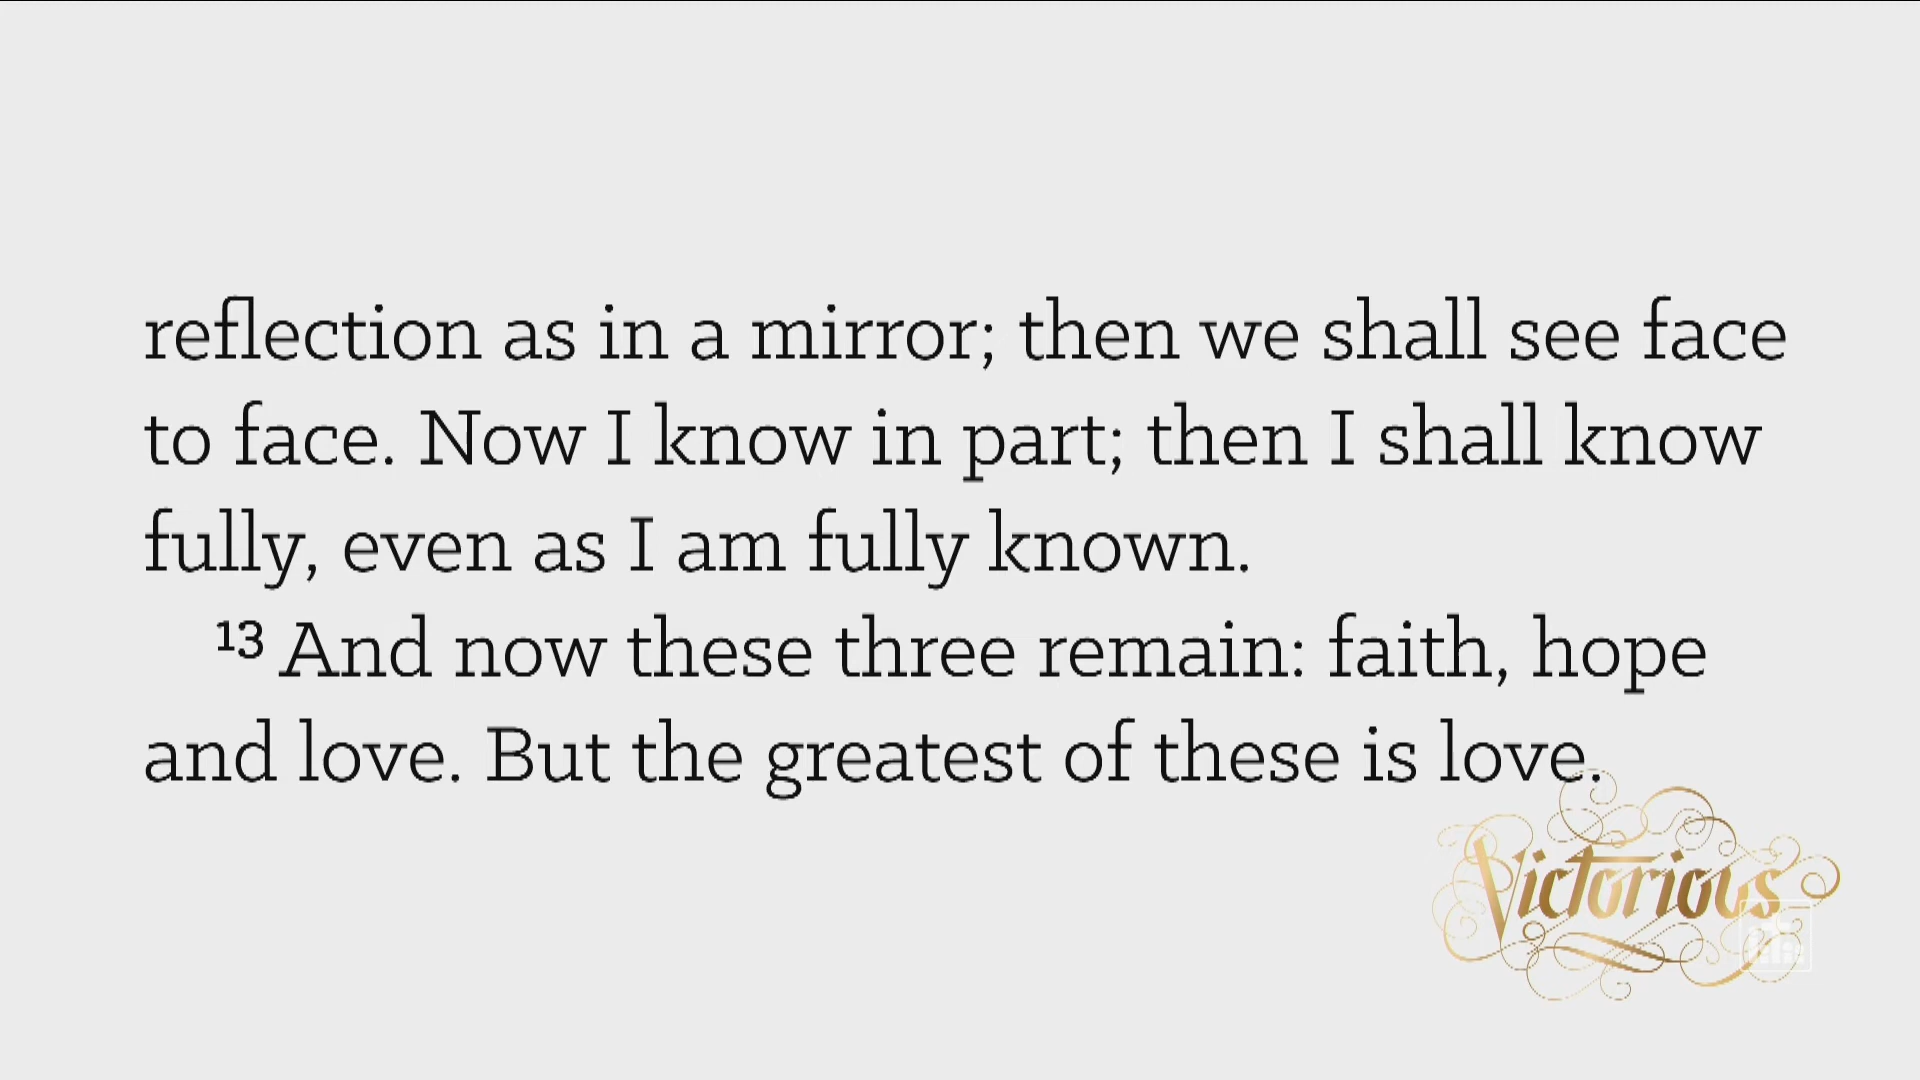 reflection as in a mirror; then we shall see face
to face. Now I know in part; then I shall know
fully, even as I am fully known.
13 And now these three remain: faith, hope
and love. But the greatest of these is love.
Victorious